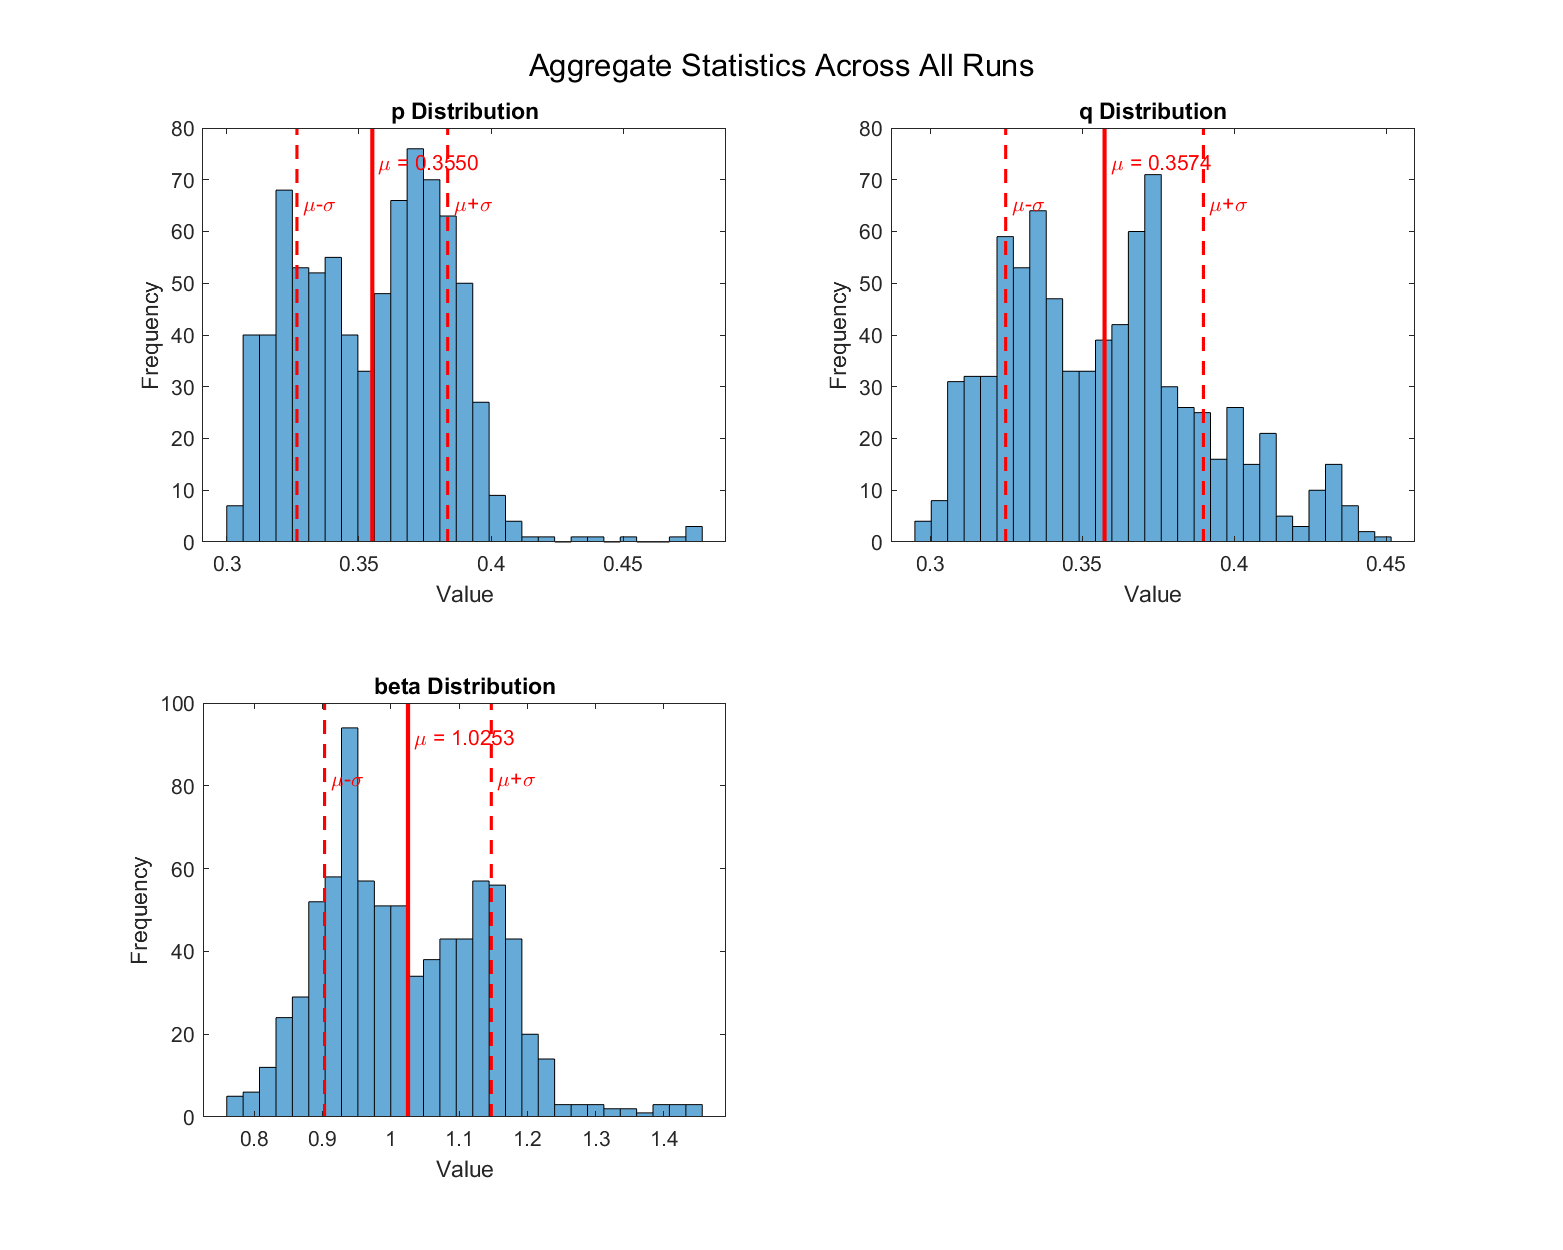 Aggregate Statistics Across All Runs
p Distribution
80
70
60
50
40
30
20
10
0
Frequency
μ = 0.3550
μ-σ
μ+σ
0.3
0.35
0.4
0.45
Value
q Distribution
80
70
60
50
40
30
20
10
0
Frequency
μ = 0.3574
μ-σ
μ+σ
0.3
0.35
0.4
0.45
Value
beta Distribution
100
80
60
40
20
0
Frequency
μ = 1.0253
μ-σ
μ+σ
0.8
0.9
1
1.1
1.2
1.3
1.4
Value